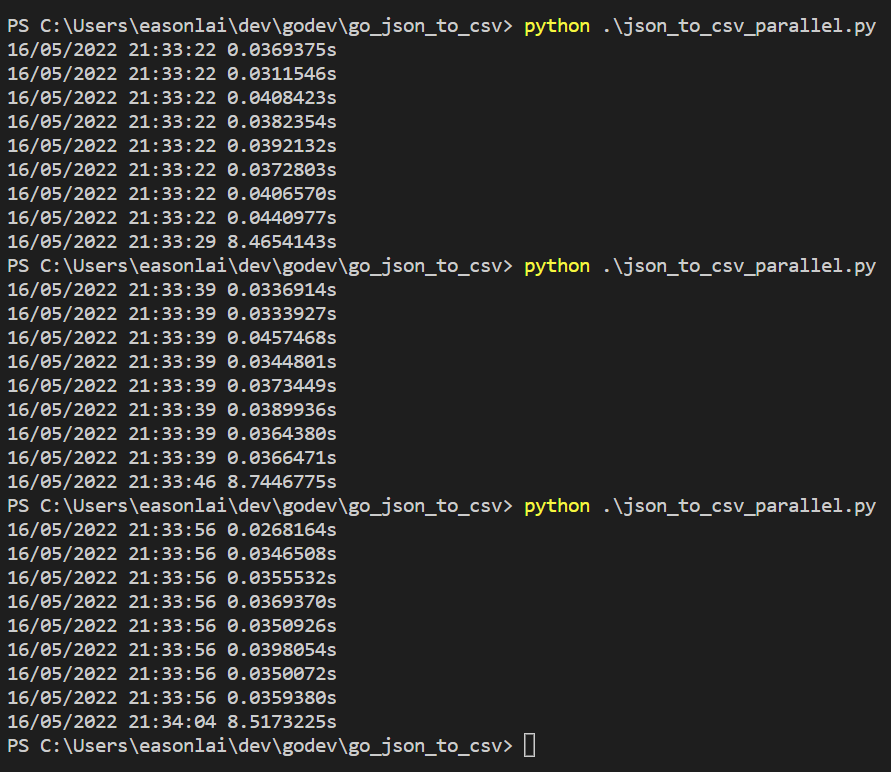 PS C:\Users\easonlai\dev\godev\go_json_to_csv> python .\json_to_csv_parallel.py
16/05/2022 21:33:22 0.0369375s
16/05/2022 21:33:22 0.0311546s
16/05/2022 21:33:22 0.0408423s
16/05/2022 21:33:22 0.0382354s
16/05/2022 21:33:22 0.0392132s
16/05/2022 21:33:22 0.0372803s
16/05/2022 21:33:22 0.0406570s
16/05/2022 21:33:22 0.0440977s
16/05/2022 21:33:29 8.4654143s
PS C:\Users\easonlai\dev\godev\go_json_to_csv> python .\json_to_csv_parallel.py
16/05/2022 21:33:39 0.0336914s
16/05/2022 21:33:39 0.0333927s
16/05/2022 21:33:39 0.0457468s
16/05/2022 21:33:39 0.0344801s
16/05/2022 21:33:39 0.0373449s
16/05/2022 21:33:39 0.0389936s
16/05/2022 21:33:39 0.0364380s
16/05/2022 21:33:39 0.0366471s
16/05/2022 21:33:46 8.7446775s
PS C:\Users\easonlai\dev\godev\go_json_to_csv> python .\json_to_csv_parallel.py
16/05/2022 21:33:56 0.0268164s
16/05/2022 21:33:56 0.0346508s
16/05/2022 21:33:56 0.0355532s
16/05/2022 21:33:56 0.0369370s
16/05/2022 21:33:56 0.0350926s
16/05/2022 21:33:56 0.0398054s
16/05/2022 21:33:56 0.0350072s
16/05/2022 21:33:56 0.0359380s
16/05/2022 21:34:04 8.5173225s
PS C:\Users\easonlai\dev\godev\go_json_to_csv>